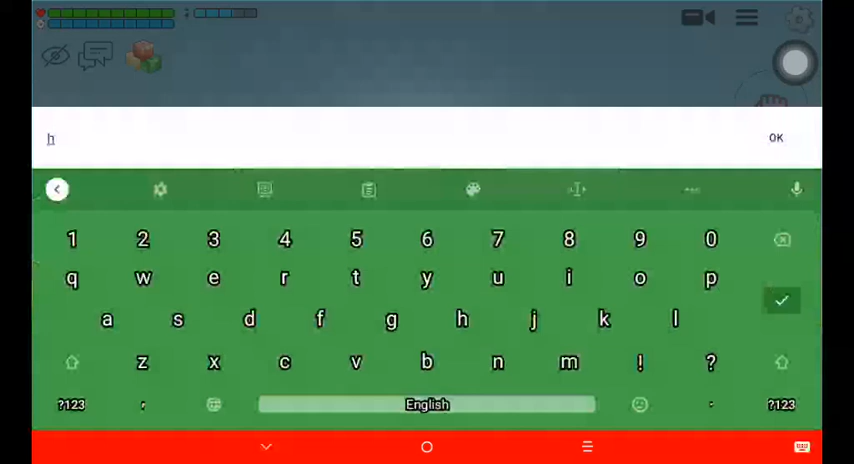 h
OK
1 2 3 4 5 6 7 8 9 0
q w e r t y u i o p
a s d f g h j k l
z x c v b n m ! ?
?123 , English . ?123